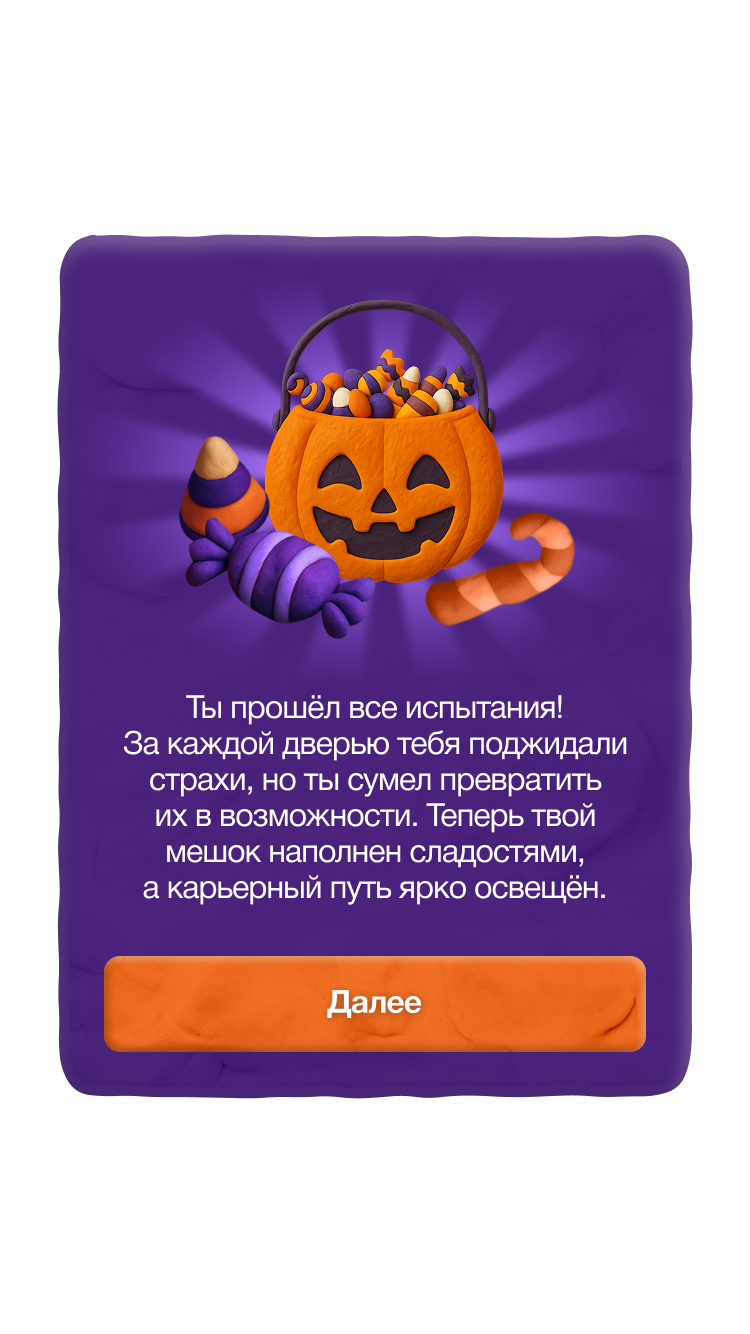 Ты прошёл все испытания!
За каждой дверью тебя поджидали
страхи, но ты сумел превратить
их в возможности. Теперь твой
мешок наполнен сладостями,
а карьерный путь ярко освещён.
Далее